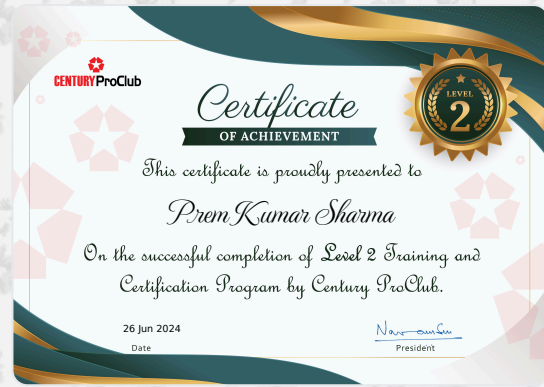 CENTURY ProClub
LEVEL
2
Certificate
OF ACHIEVEMENT
This certificate is proudly presented to
Prem Kumar Sharma
On the successful completion of Level 2 Training and
Certification Program by Century ProClub.
26 Jun 2024
Date
President